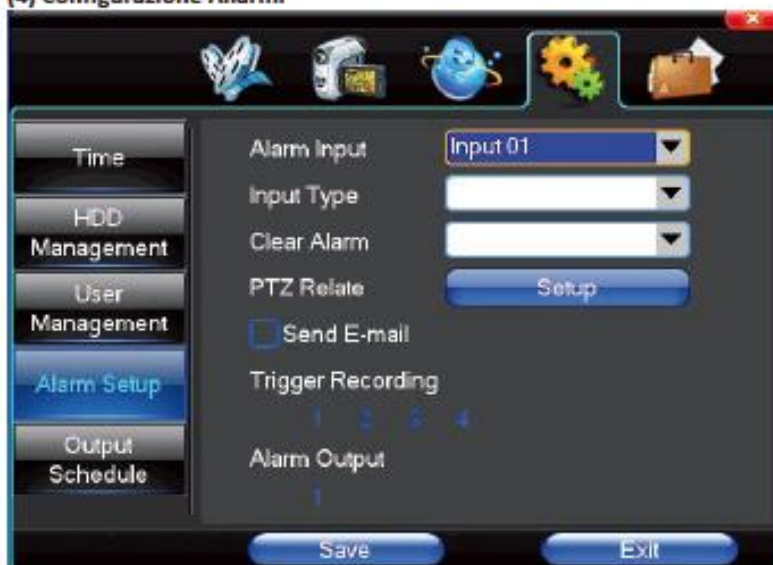 (4) Configurazione Allarmi
Time
HDD
Management
User
Management
Alarm Setup
Output
Schedule
Alarm Input
Input 01
Input Type
Clear Alarm
PTZ Relate
Setup
Send E-mail
Trigger Recording
1 2 3 4
Alarm Output
1
Save
Exit